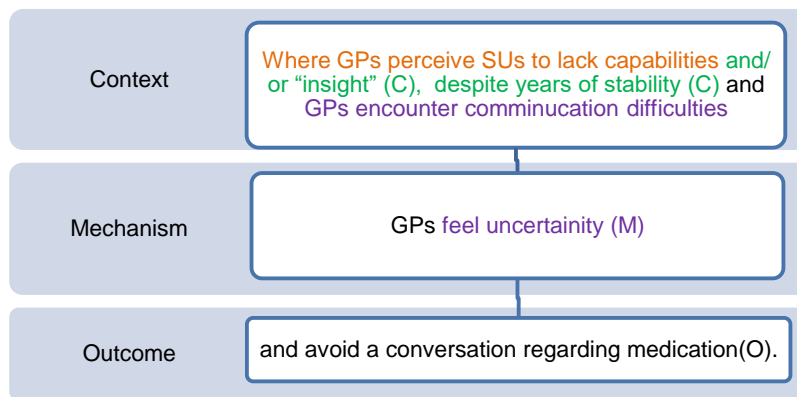 Context
Where GPs perceive SUs to lack capabilities and/
or “insight” (C), despite years of stability (C) and
GPs encounter comminucation difficulties
Mechanism
GPs feel uncertainity (M)
Outcome
and avoid a conversation regarding medication(O).